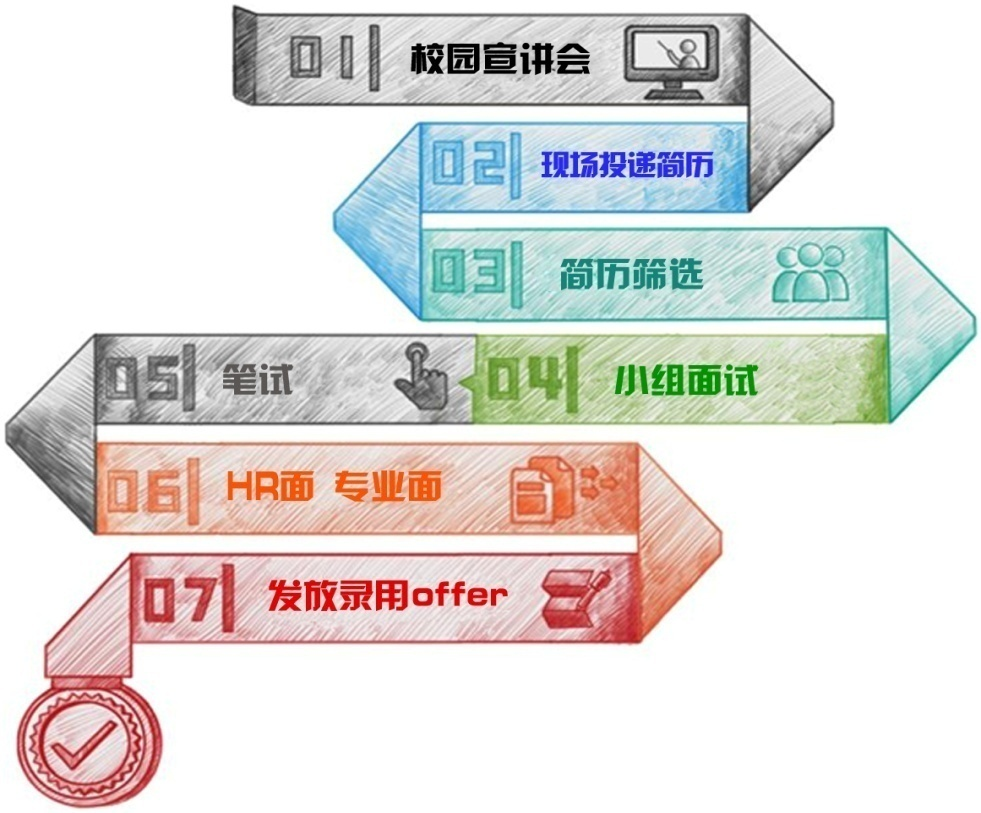 01 校园宣讲会
02 现场投递简历
03 简历筛选
04 小组面试
05 笔试
06 HR面 专业面
07 发放录用offer